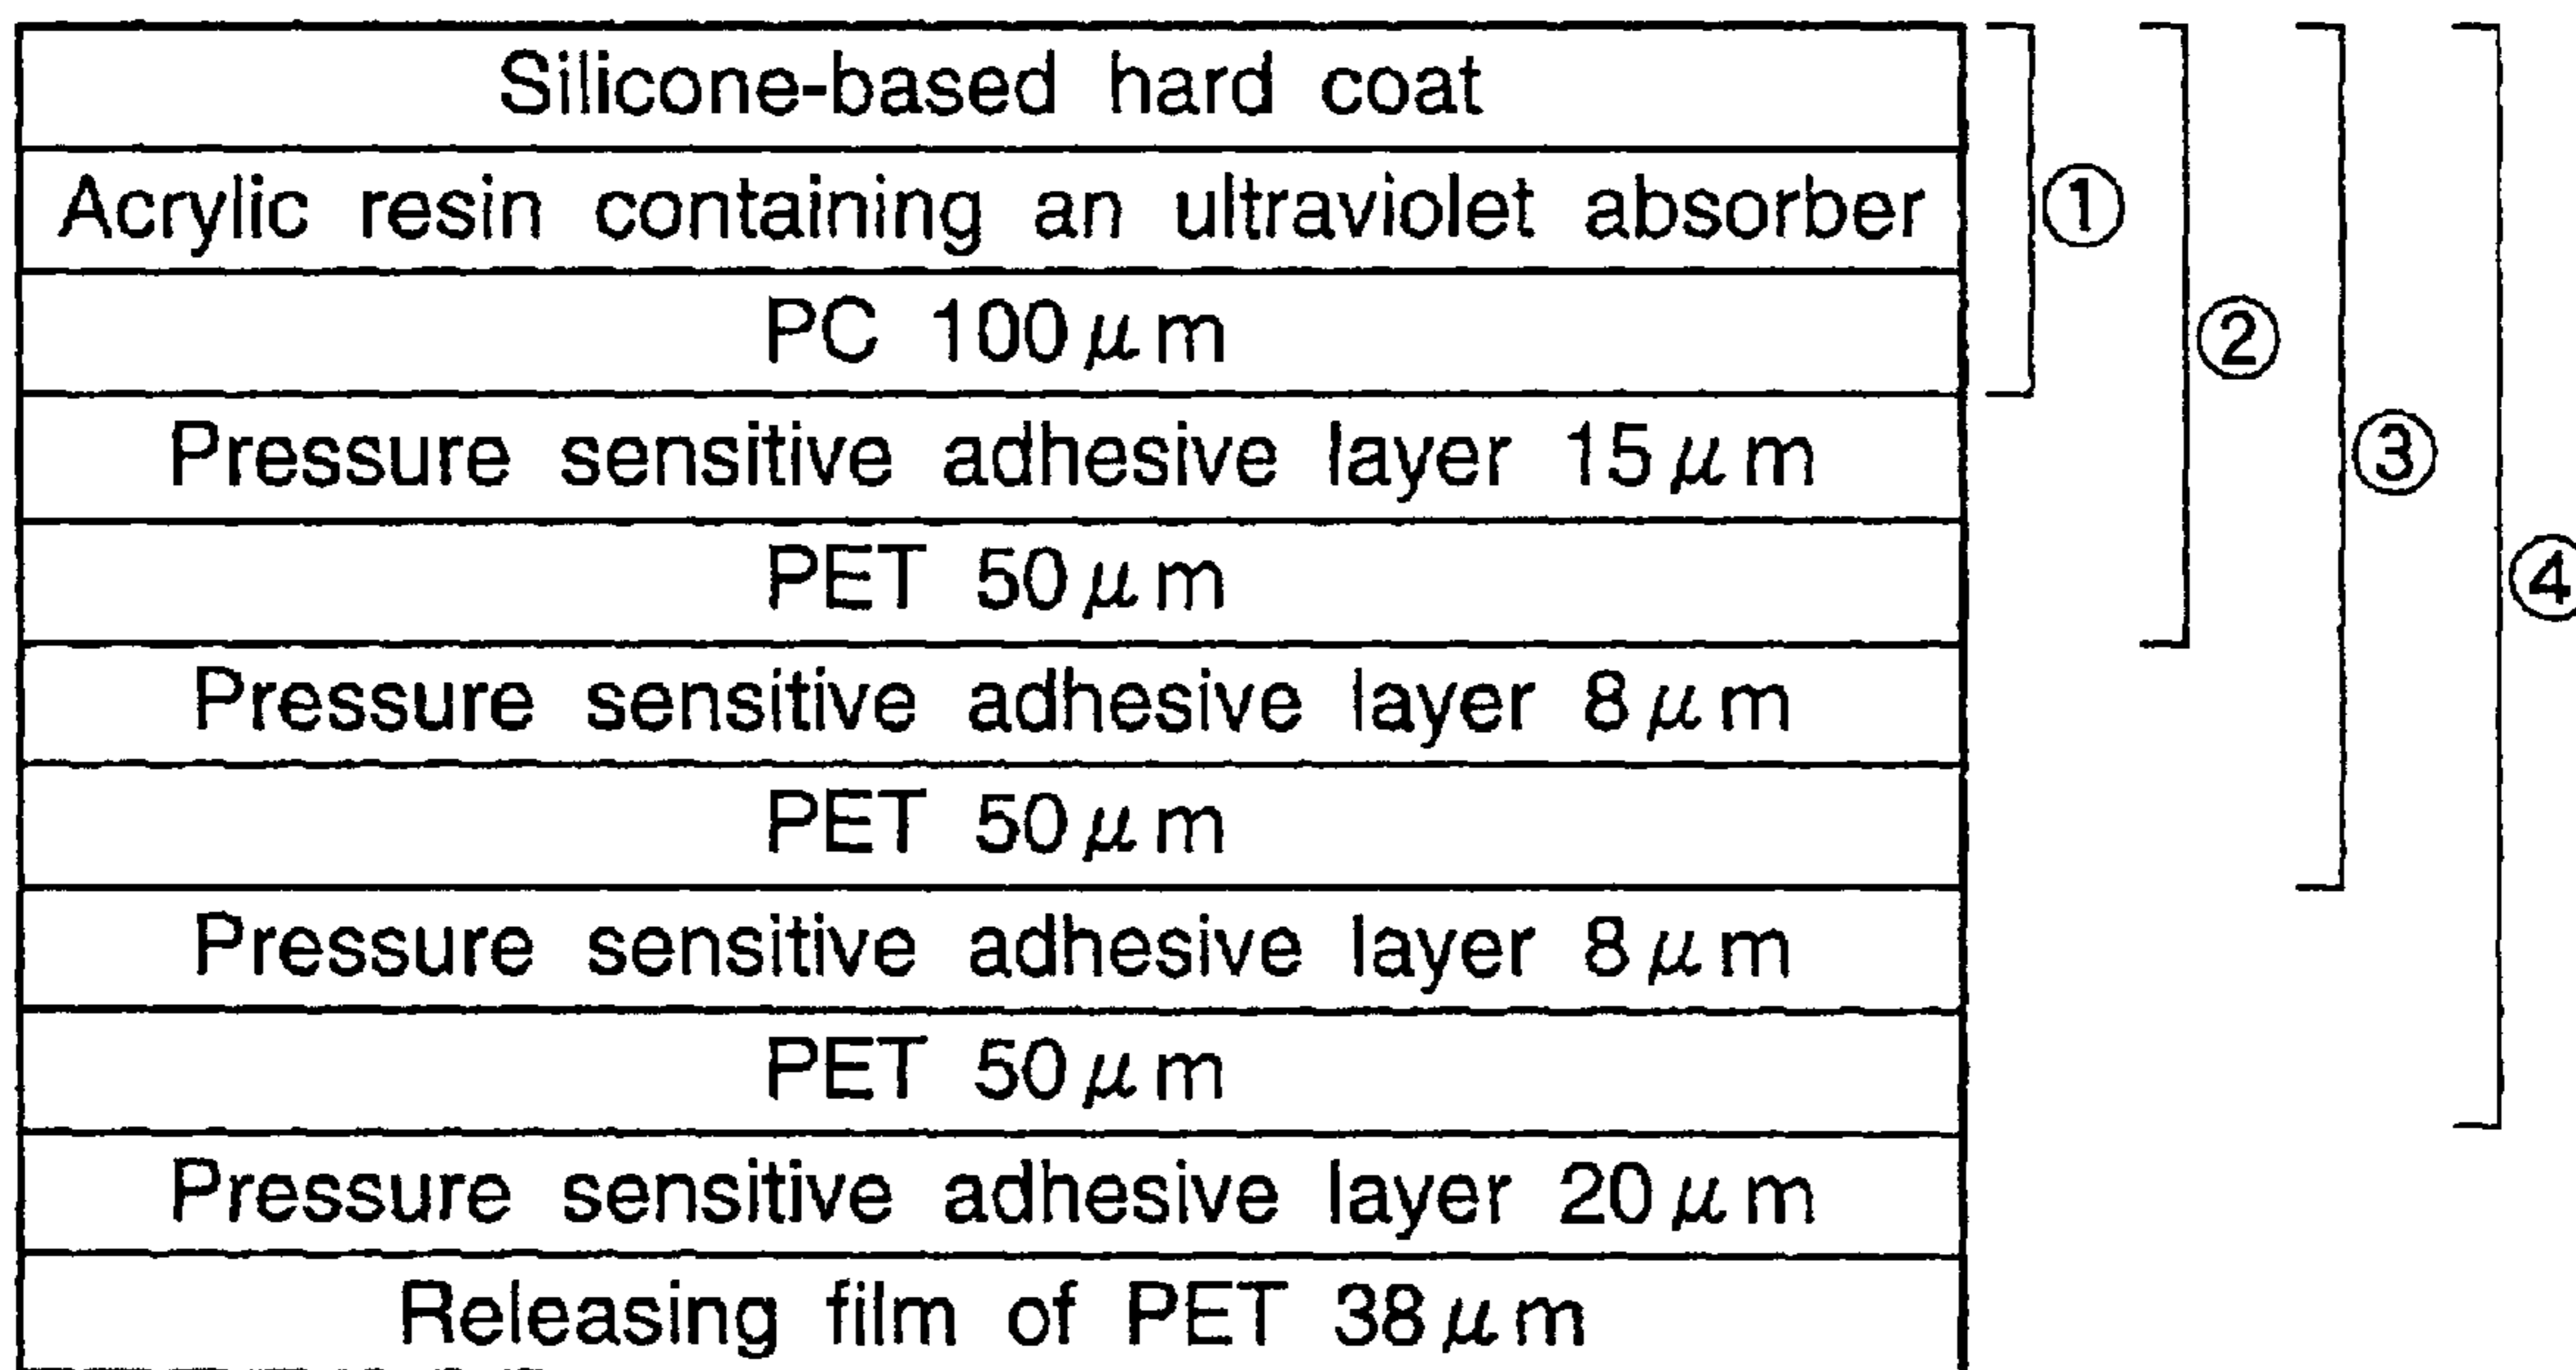 Silicone-based hard coat
Acrylic resin containing an ultraviolet absorber
①
PC 100μm
②
Pressure sensitive adhesive layer 15μm
③
PET 50μm
④
Pressure sensitive adhesive layer 8μm
PET 50μm
Pressure sensitive adhesive layer 8μm
PET 50μm
Pressure sensitive adhesive layer 20μm
Releasing film of PET 38μm